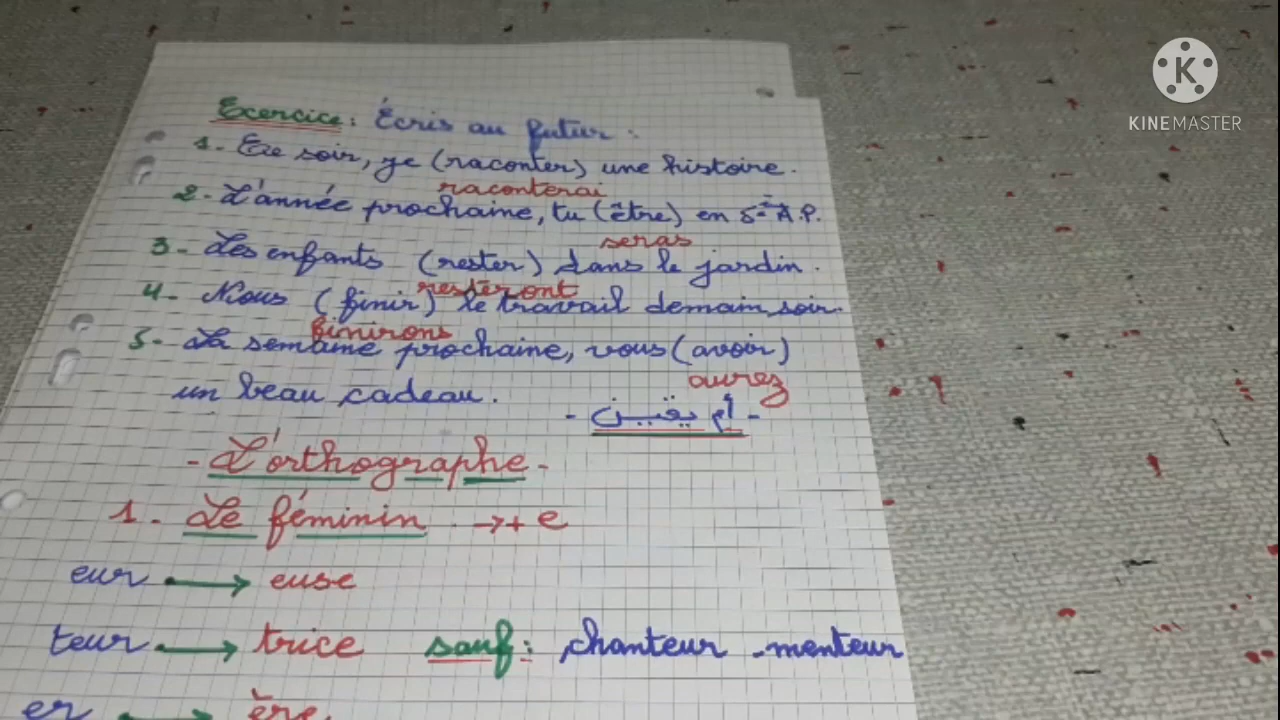 Exercice : Écris au futur :
1 - Ce soir, je (raconter) une histoire.
raconterai
2 - L'année prochaine, tu (être) en 5è A.P.
seras
3 - Les enfants (rester) dans le jardin.
resteront
4 - Nous (finir) le travail demain soir.
finirons
5 - La semaine prochaine, vous (avoir)
aurez
un beau cadeau.
- أم يقين -
- L'orthographe -
1 - Le féminin → + e
eur → euse
teur → trice sauf : chanteur - menteur
er → ère
KINEMASTER